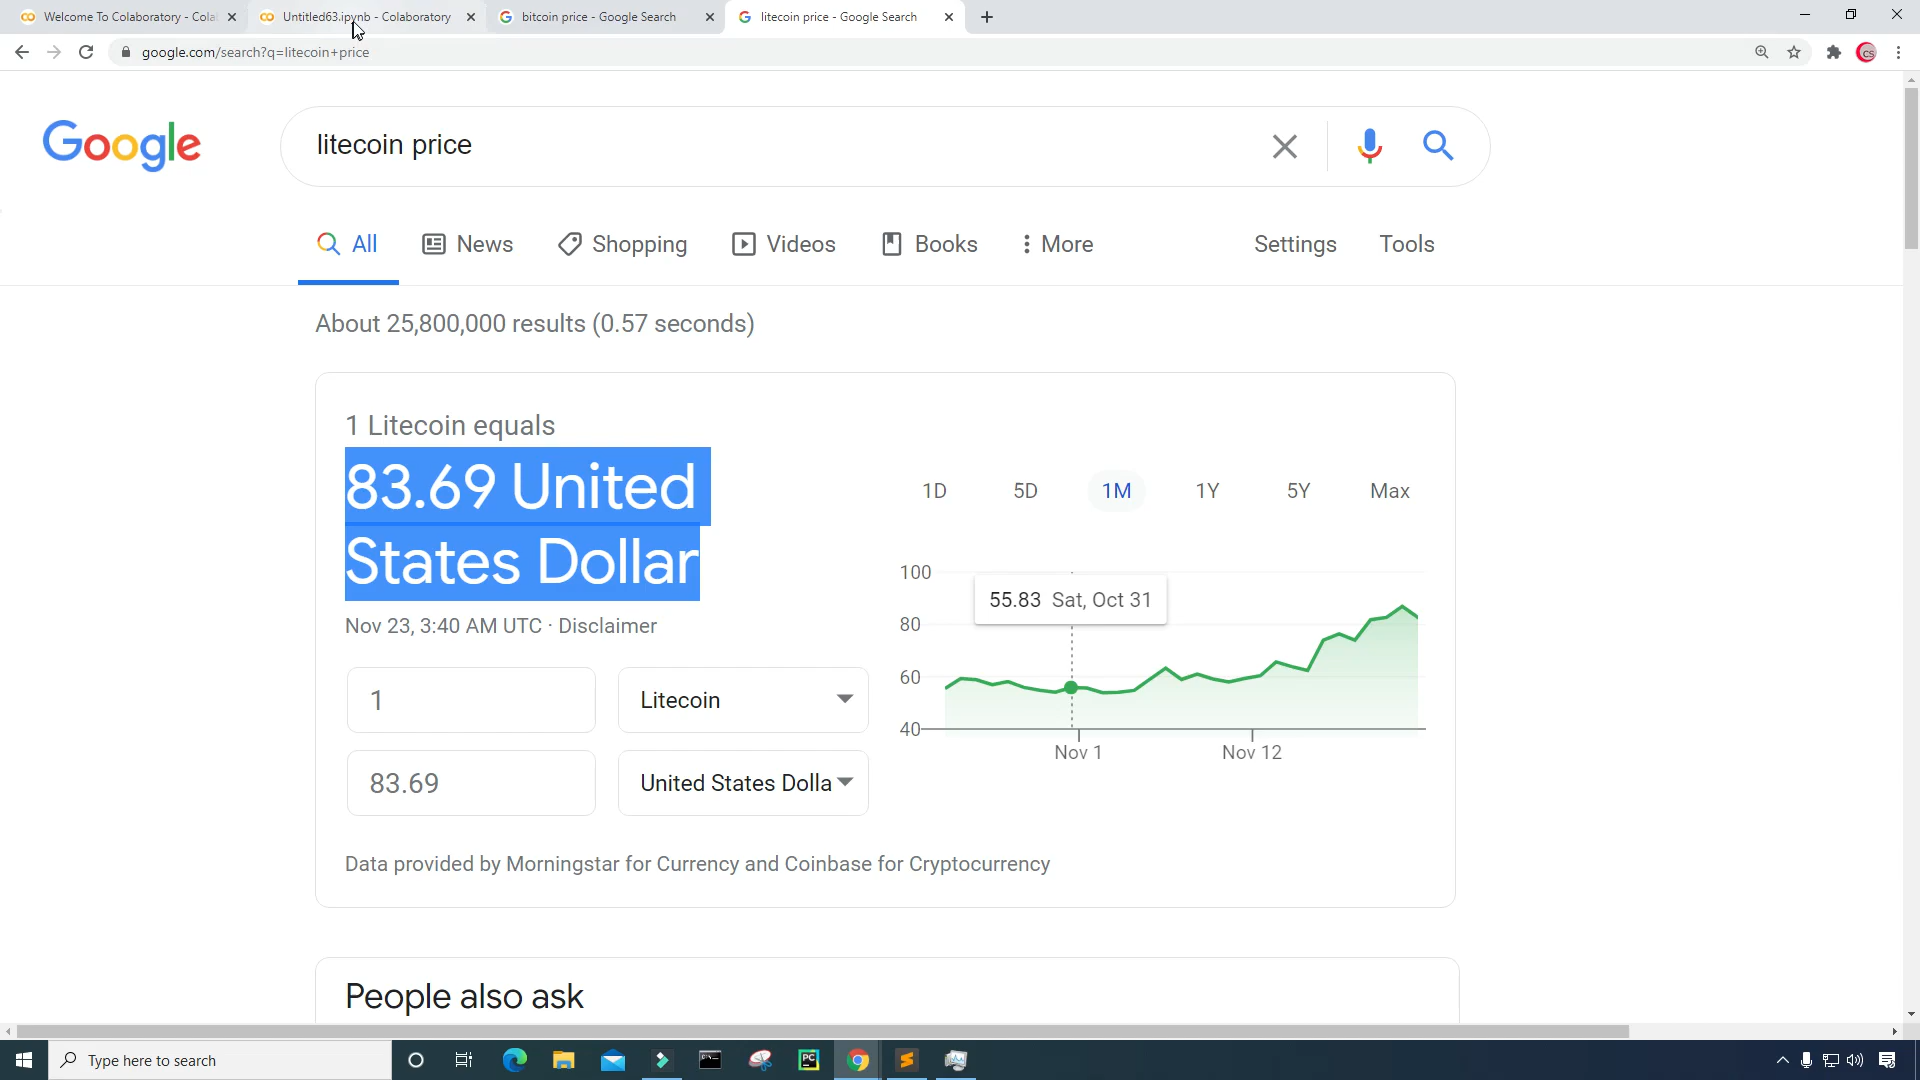 Welcome To Colaboratory - Cola
Untitled63.ipynb - Colaboratory
bitcoin price - Google Search
litecoin price - Google Search
google.com/search?q=litecoin+price
CS
Google
litecoin price
All
News
Shopping
Videos
Books
More
Settings
Tools
About 25,800,000 results (0.57 seconds)
1 Litecoin equals
83.69 United
States Dollar
Nov 23, 3:40 AM UTC · Disclaimer
1
Litecoin
83.69
United States Dolla
1D
5D
1M
1Y
5Y
Max
100
80
60
40
55.83 Sat, Oct 31
Nov 1
Nov 12
Data provided by Morningstar for Currency and Coinbase for Cryptocurrency
People also ask
Type here to search
PC